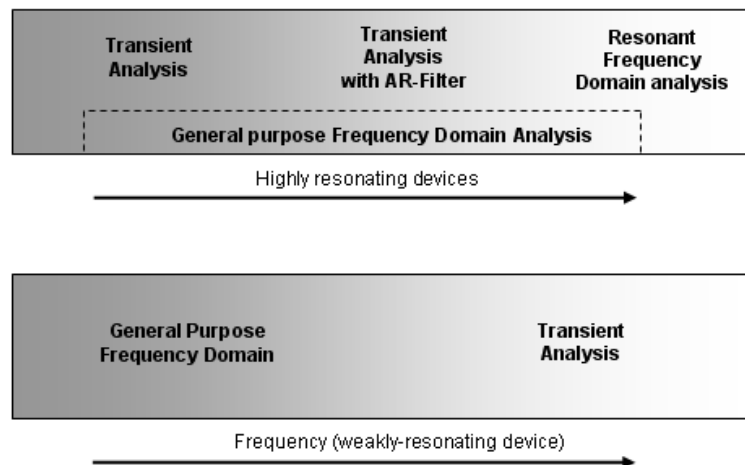 Transient
Analysis
Transient
Analysis
with AR-Filter
Resonant
Frequency
Domain analysis
General purpose Frequency Domain Analysis
Highly resonating devices
General Purpose
Frequency Domain
Transient
Analysis
Frequency (weakly-resonating device)